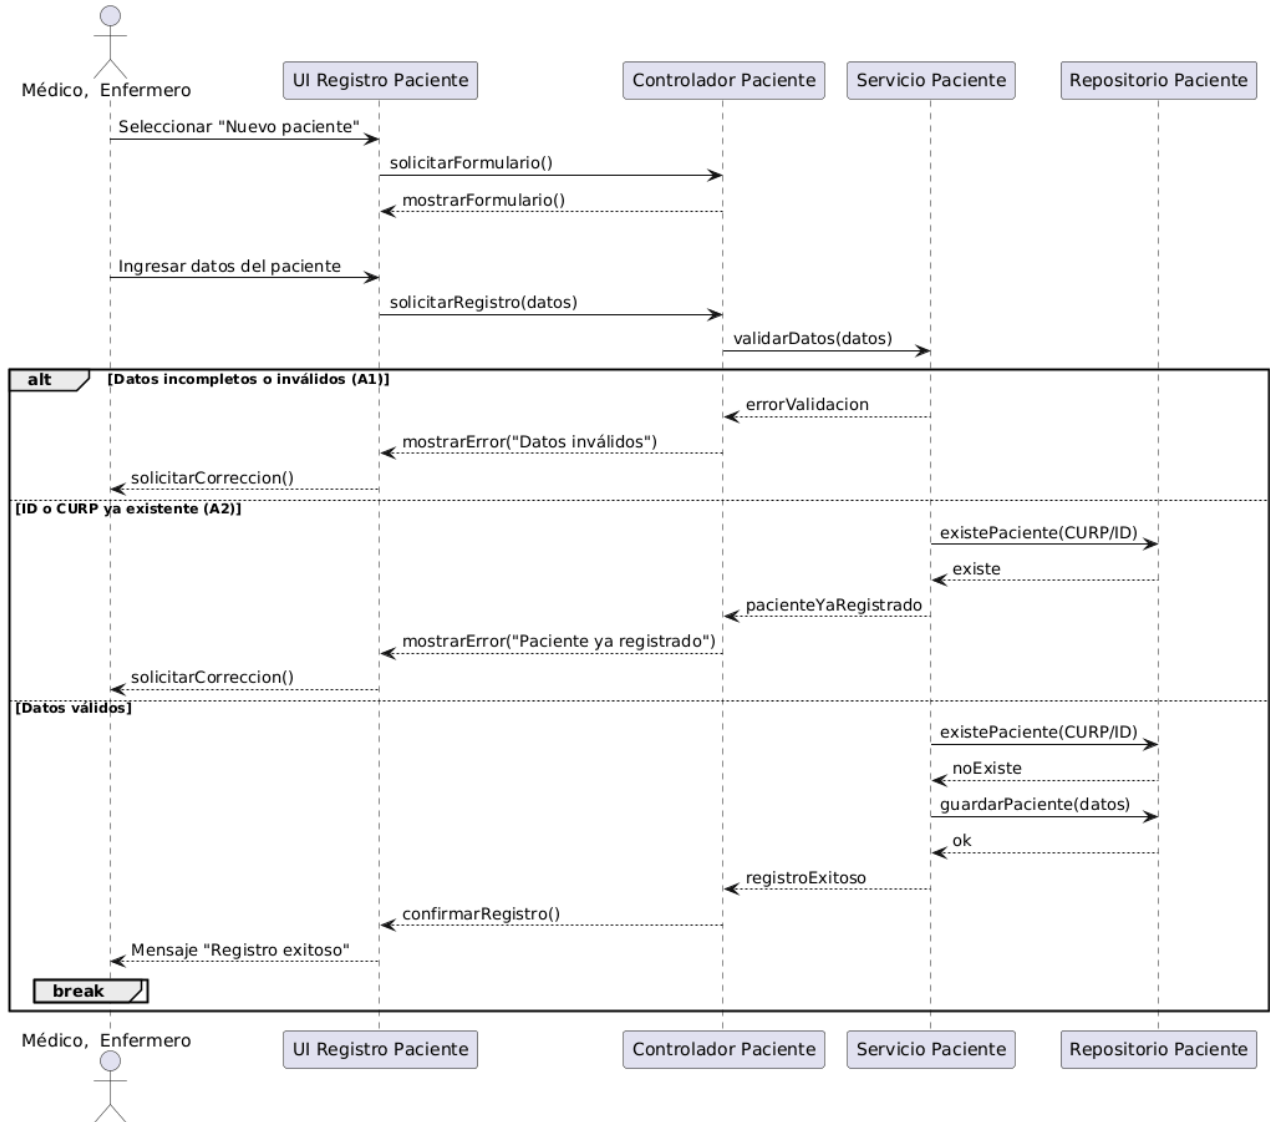 Médico,  Enfermero
UI Registro Paciente
Controlador Paciente
Servicio Paciente
Repositorio Paciente
Seleccionar "Nuevo paciente"
solicitarFormulario()
mostrarFormulario()
Ingresar datos del paciente
solicitarRegistro(datos)
validarDatos(datos)
alt
[Datos incompletos o inválidos (A1)]
errorValidacion
mostrarError("Datos inválidos")
solicitarCorreccion()
[ID o CURP ya existente (A2)]
existePaciente(CURP/ID)
existe
pacienteYaRegistrado
mostrarError("Paciente ya registrado")
solicitarCorreccion()
[Datos válidos]
existePaciente(CURP/ID)
noExiste
guardarPaciente(datos)
ok
registroExitoso
confirmarRegistro()
Mensaje "Registro exitoso"
break
Médico,  Enfermero
UI Registro Paciente
Controlador Paciente
Servicio Paciente
Repositorio Paciente